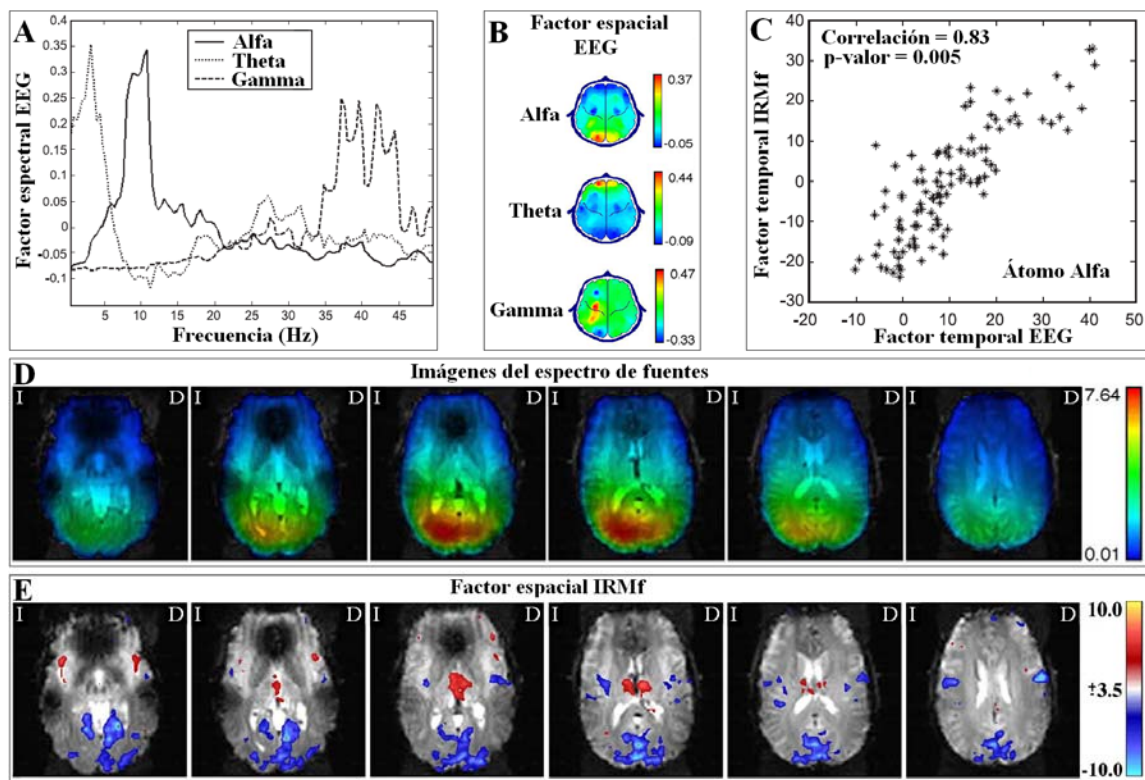 A
Factor espectral EEG
0.4
0.35
0.3
0.25
0.2
0.15
0.1
0.05
0
-0.05
-0.1
Alfa
Theta
Gamma
5 10 15 20 25 30 35 40 45
Frecuencia (Hz)
B
Factor espacial
EEG
Alfa
0.37
-0.05
Theta
0.44
-0.09
Gamma
0.47
-0.33
C
Correlación = 0.83
p-valor = 0.005
Factor temporal IRMf
40
30
20
10
0
-10
-20
-30
Átomo Alfa
-20 -10 0 10 20 30 40 50
Factor temporal EEG
D
Imágenes del espectro de fuentes
I D I D I D I D I D I D
7.64
0.01
E
Factor espacial IRMf
I D I D I D I D I D I D
10.0
±3.5
-10.0